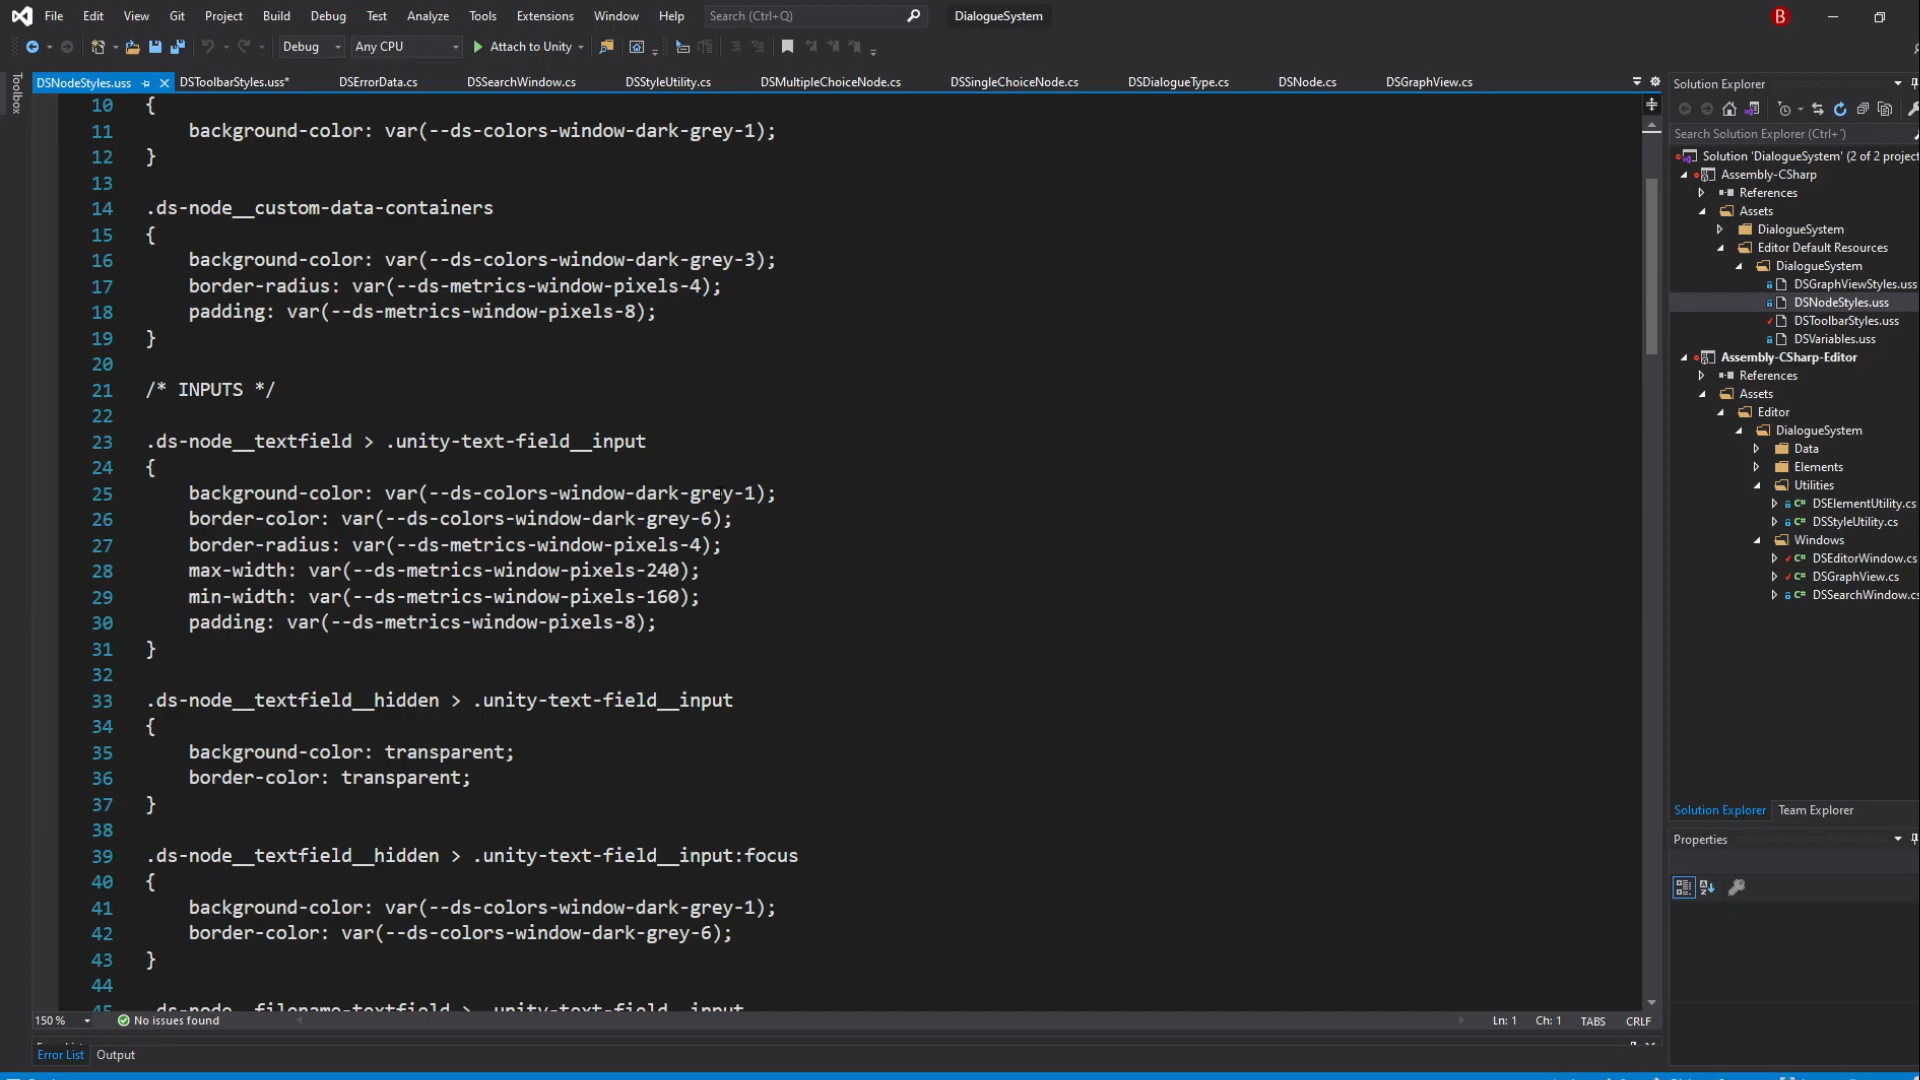 File Edit View Git Project Build Debug Test Analyze Tools Extensions Window Help Search (Ctrl+Q) DialogueSystem B
Debug Any CPU Attach to Unity
Toolbox
DSNodeStyles.uss DSToolbarStyles.uss* DSErrorData.cs DSSearchWindow.cs DSStyleUtility.cs DSMultipleChoiceNode.cs DSSingleChoiceNode.cs DSDialogueType.cs DSNode.cs DSGraphView.cs
10 {
11 background-color: var(--ds-colors-window-dark-grey-1);
12 }
13
14 .ds-node__custom-data-containers
15 {
16 background-color: var(--ds-colors-window-dark-grey-3);
17 border-radius: var(--ds-metrics-window-pixels-4);
18 padding: var(--ds-metrics-window-pixels-8);
19 }
20
21 /* INPUTS */
22
23 .ds-node__textfield > .unity-text-field__input
24 {
25 background-color: var(--ds-colors-window-dark-grey-1);
26 border-color: var(--ds-colors-window-dark-grey-6);
27 border-radius: var(--ds-metrics-window-pixels-4);
28 max-width: var(--ds-metrics-window-pixels-240);
29 min-width: var(--ds-metrics-window-pixels-160);
30 padding: var(--ds-metrics-window-pixels-8);
31 }
32
33 .ds-node__textfield__hidden > .unity-text-field__input
34 {
35 background-color: transparent;
36 border-color: transparent;
37 }
38
39 .ds-node__textfield__hidden > .unity-text-field__input:focus
40 {
41 background-color: var(--ds-colors-window-dark-grey-1);
42 border-color: var(--ds-colors-window-dark-grey-6);
43 }
44
45 .ds-node__filename-textfield > .unity-text-field__input
150 % No issues found Ln: 1 Ch: 1 TABS CRLF
Error List Output
Solution Explorer
Search Solution Explorer (Ctrl+´)
Solution 'DialogueSystem' (2 of 2 project
Assembly-CSharp
References
Assets
DialogueSystem
Editor Default Resources
DialogueSystem
DSGraphViewStyles.uss
DSNodeStyles.uss
DSToolbarStyles.uss
DSVariables.uss
Assembly-CSharp-Editor
References
Assets
Editor
DialogueSystem
Data
Elements
Utilities
DSElementUtility.cs
DSStyleUtility.cs
Windows
DSEditorWindow.cs
DSGraphView.cs
DSSearchWindow.cs
Solution Explorer Team Explorer
Properties